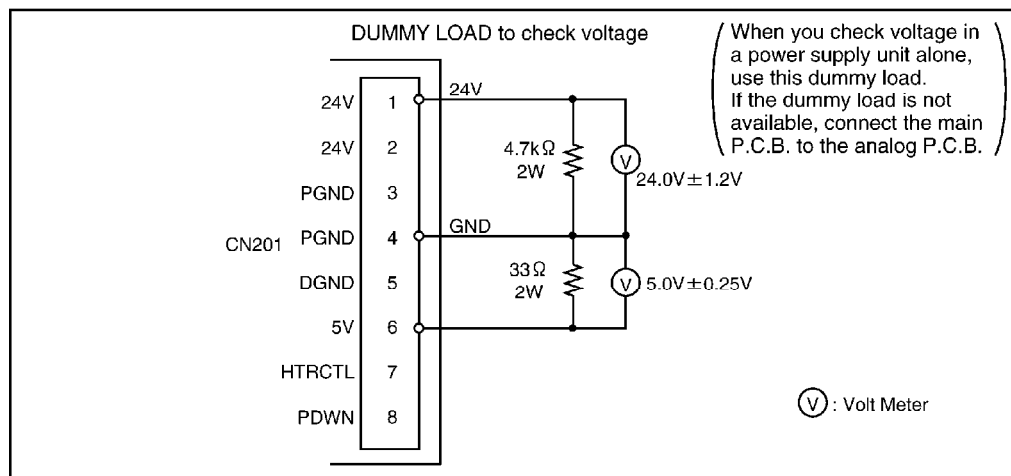 DUMMY LOAD to check voltage
When you check voltage in
a power supply unit alone,
use this dummy load.
If the dummy load is not
available, connect the main
P.C.B. to the analog P.C.B.
24V 1 24V
24V 2
4.7kΩ
2W
V
24.0V±1.2V
PGND 3
CN201 PGND 4 GND
DGND 5
33Ω
2W
V
5.0V±0.25V
5V 6
HTRCTL 7
PDWN 8
V : Volt Meter